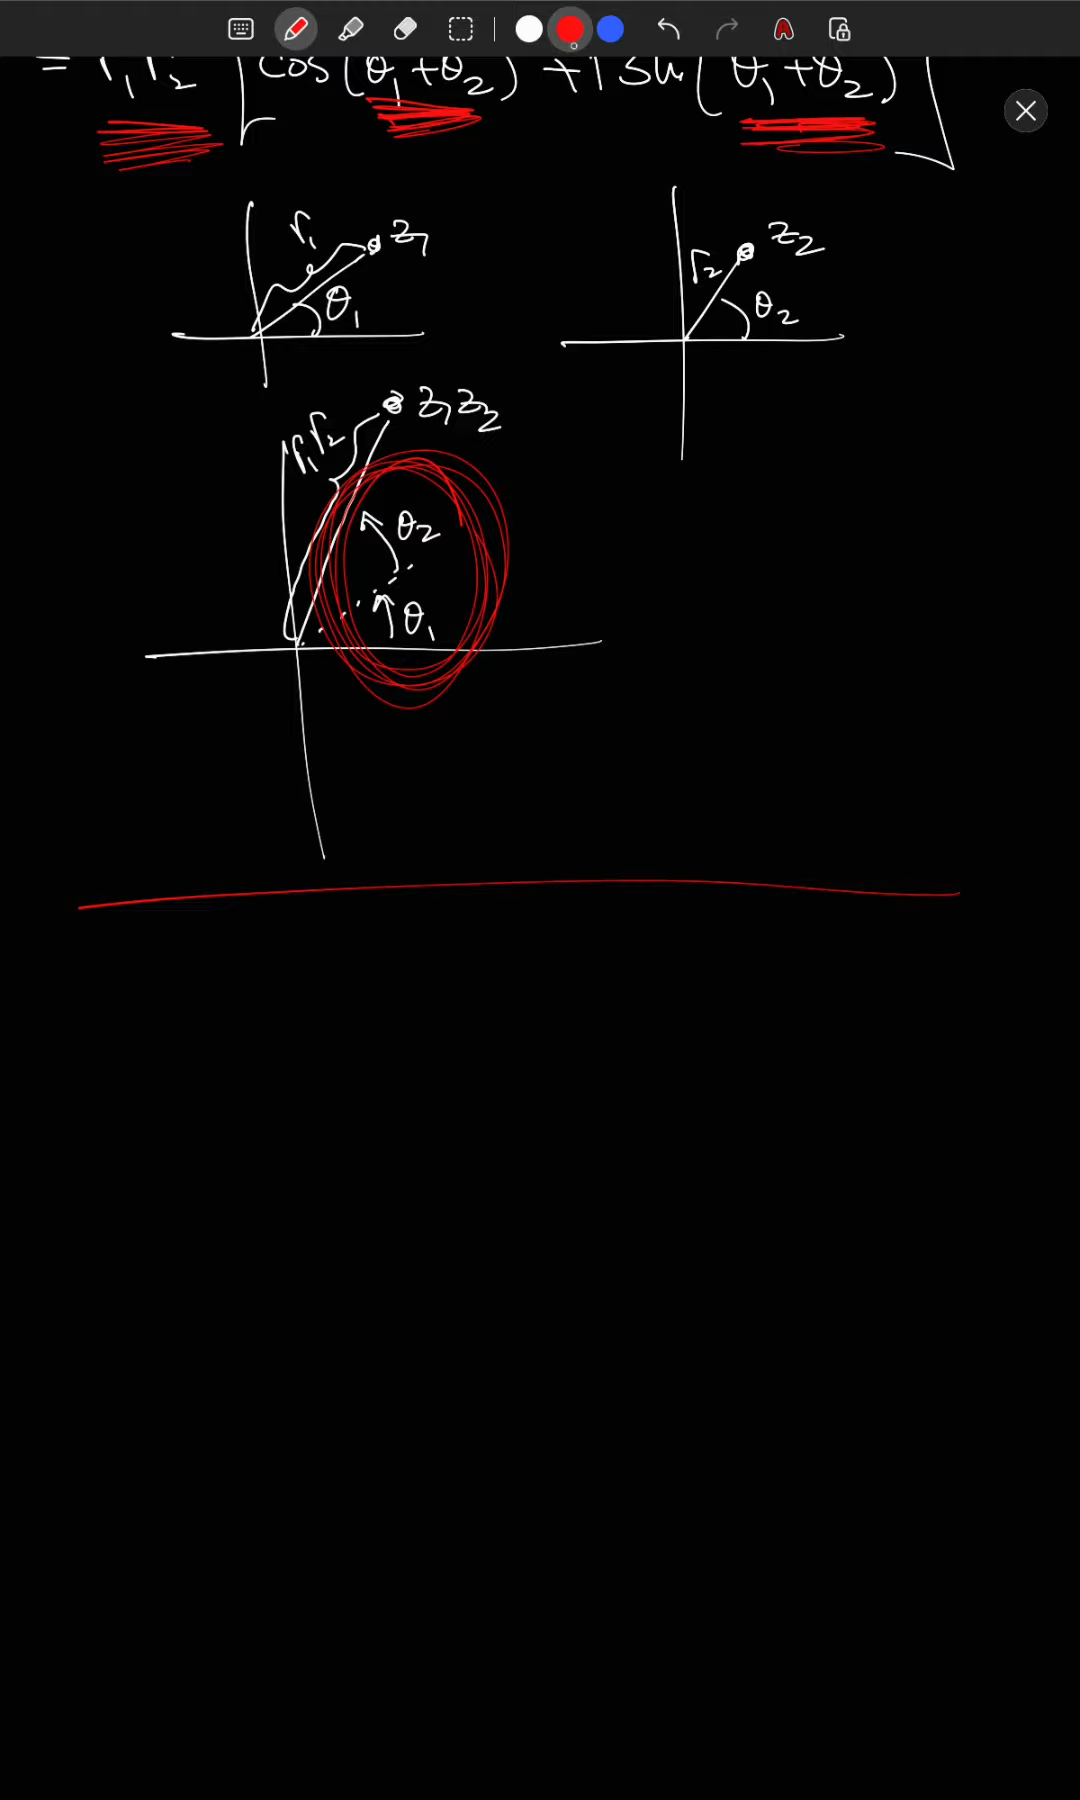 = r₁r₂ [cos(θ₁+θ₂) + i sin(θ₁+θ₂)]
r₁ z₁
θ₁
z₂
r₂
θ₂
z₁z₂
r₁r₂
θ₂
θ₁